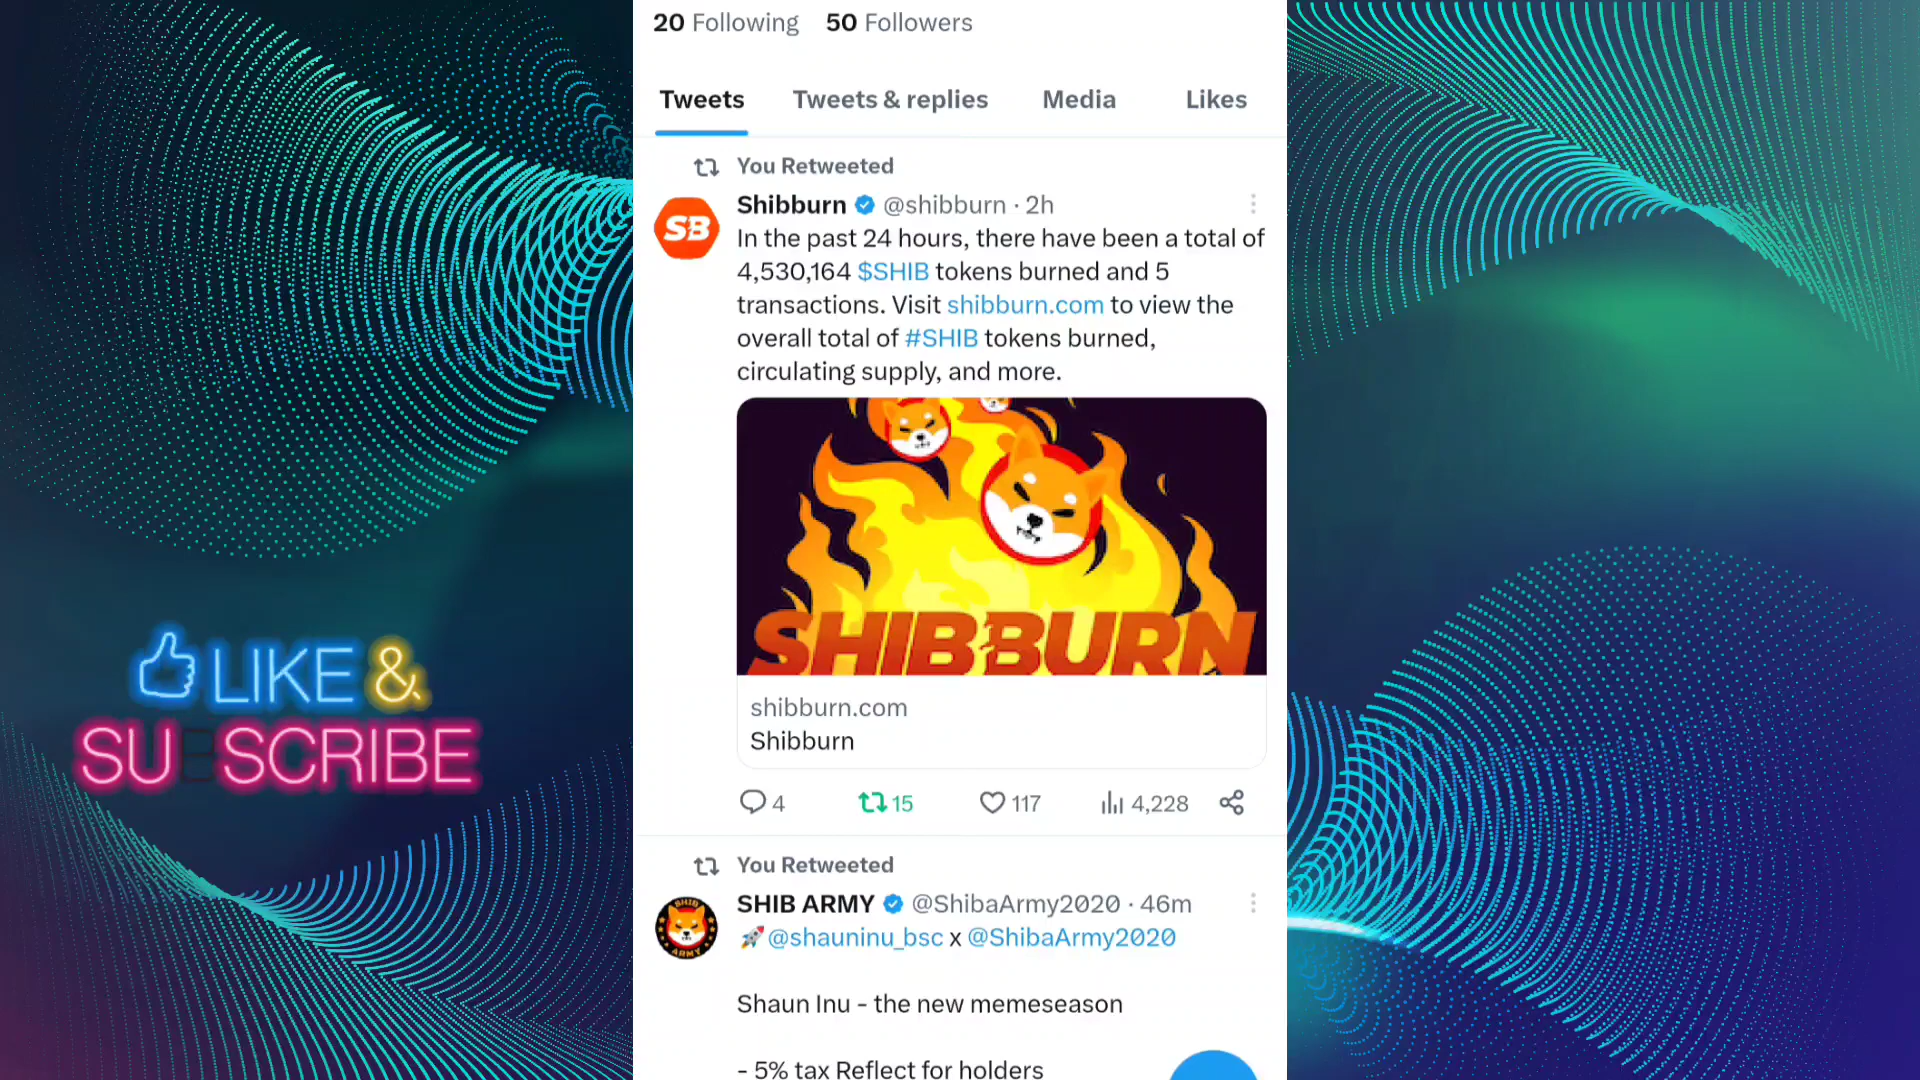 20 Following 50 Followers
Tweets Tweets & replies Media Likes
You Retweeted
Shibburn @shibburn · 2h
SB
In the past 24 hours, there have been a total of
4,530,164 $SHIB tokens burned and 5
transactions. Visit shibburn.com to view the
overall total of #SHIB tokens burned,
circulating supply, and more.
SHIBBURN
shibburn.com
Shibburn
4 15 117 4,228
LIKE &
SUBSCRIBE
You Retweeted
SHIB ARMY @ShibaArmy2020 · 46m
SHIB
ARMY
🚀@shauninu_bsc x @ShibaArmy2020
Shaun Inu - the new memeseason
- 5% tax Reflect for holders